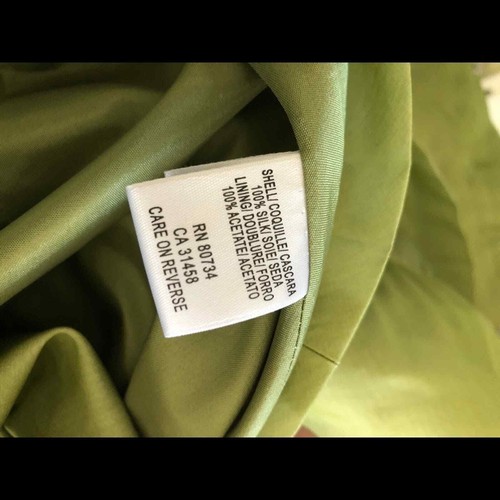 SHELL/ COQUILLE/ CASCARA
100% SILK/ SOIE/ SEDA
LINING/ DOUBLURE/ FORRO
100% ACETATE/ ACETATO
RN 80734
CA 31458
CARE ON REVERSE